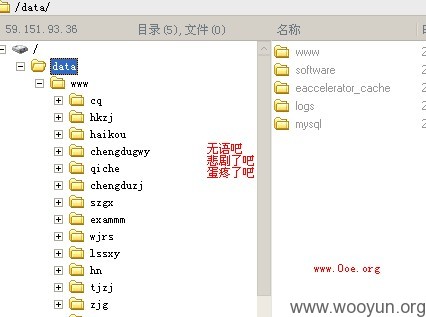 /data/
59.151.93.36 目录(5),文件(0) 名称
/
data
www
cq
hkzj
haikou
chengdugwy
qiche
chengduzj
szgx
exammm
wjrs
lssxy
hn
tjzj
zjg
无语吧
悲剧了吧
蛋疼了吧
www
software
eaccelerator_cache
logs
mysql
www.0oe.org
www.wooyun.org